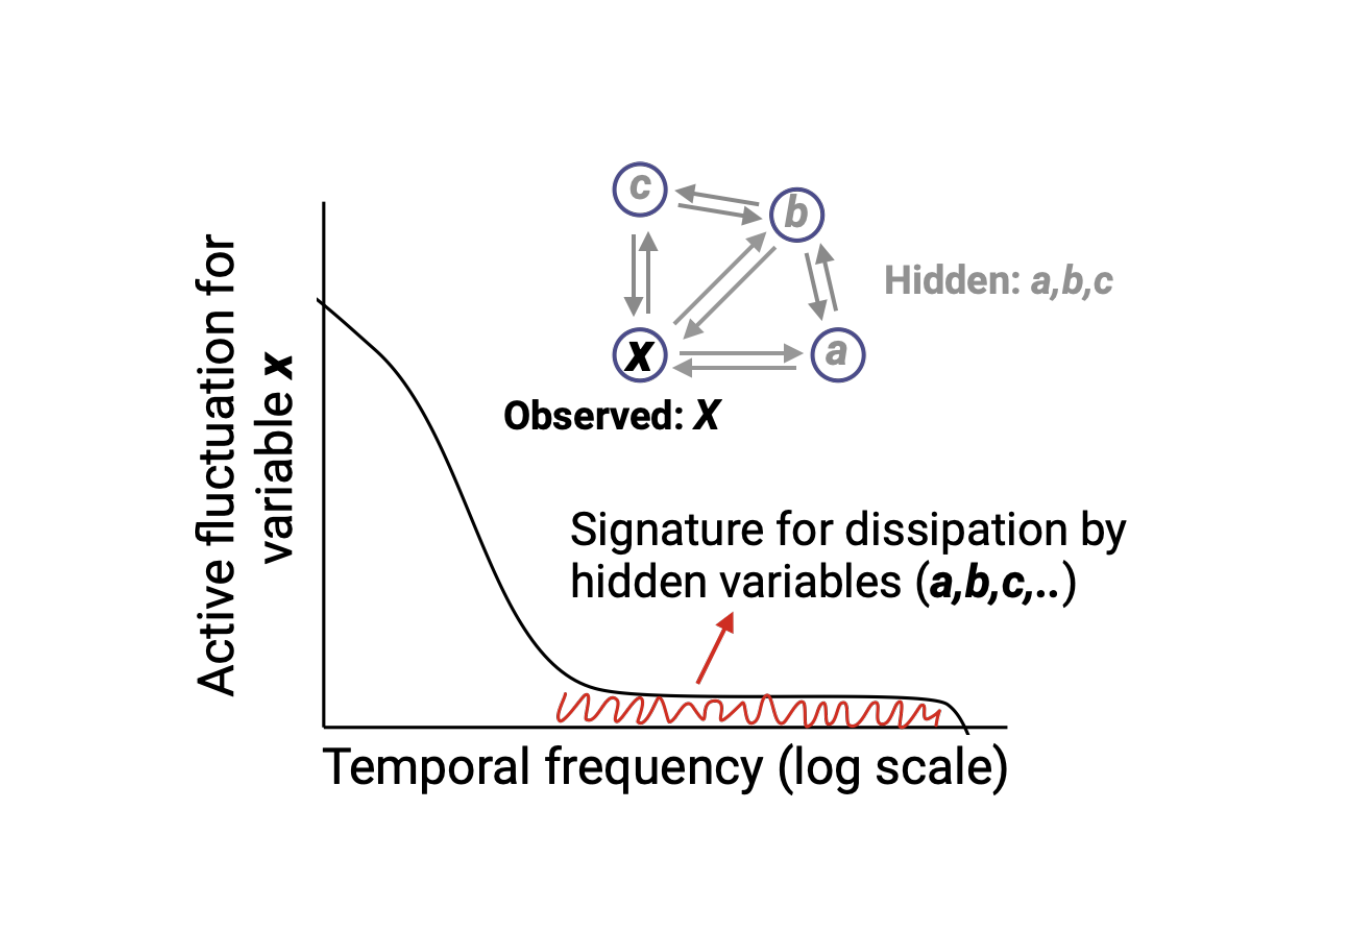 c
b
Hidden: a,b,c
x
a
Observed: X
Active fluctuation for
variable x
Signature for dissipation by
hidden variables (a,b,c,..)
Temporal frequency (log scale)